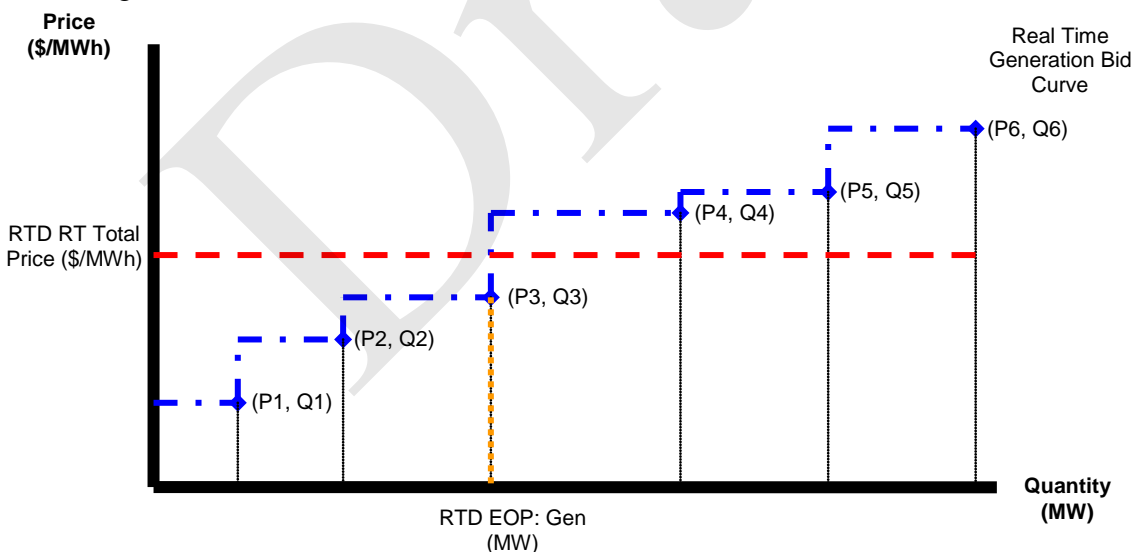 Price
($/MWh)
Real Time
Generation Bid
Curve
(P6, Q6)
(P5, Q5)
(P4, Q4)
RTD RT Total
Price ($/MWh)
(P3, Q3)
(P2, Q2)
(P1, Q1)
Quantity
(MW)
RTD EOP: Gen
(MW)